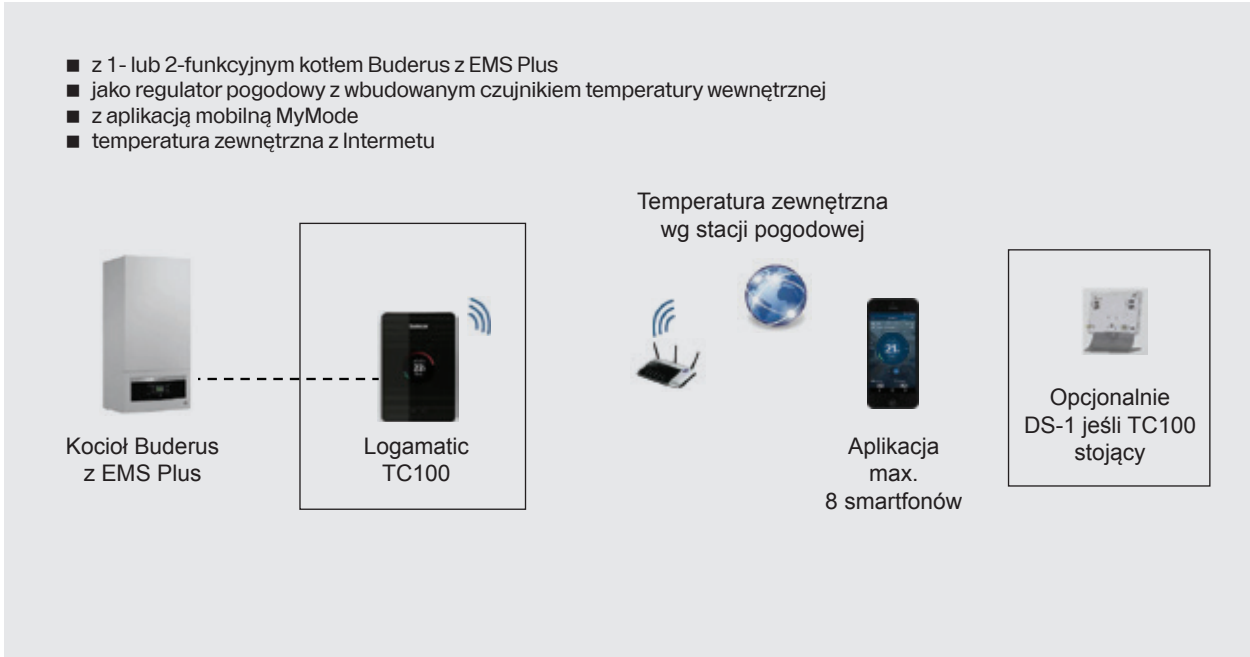 z 1- lub 2-funkcyjnym kotłem Buderus z EMS Plus
jako regulator pogodowy z wbudowanym czujnikiem temperatury wewnętrznej
z aplikacją mobilną MyMode
temperatura zewnętrzna z Intermetu
Temperatura zewnętrzna
wg stacji pogodowej
Kocioł Buderus
z EMS Plus
Logamatic
TC100
Aplikacja
max.
8 smartfonów
Opcjonalnie
DS-1 jeśli TC100
stojący